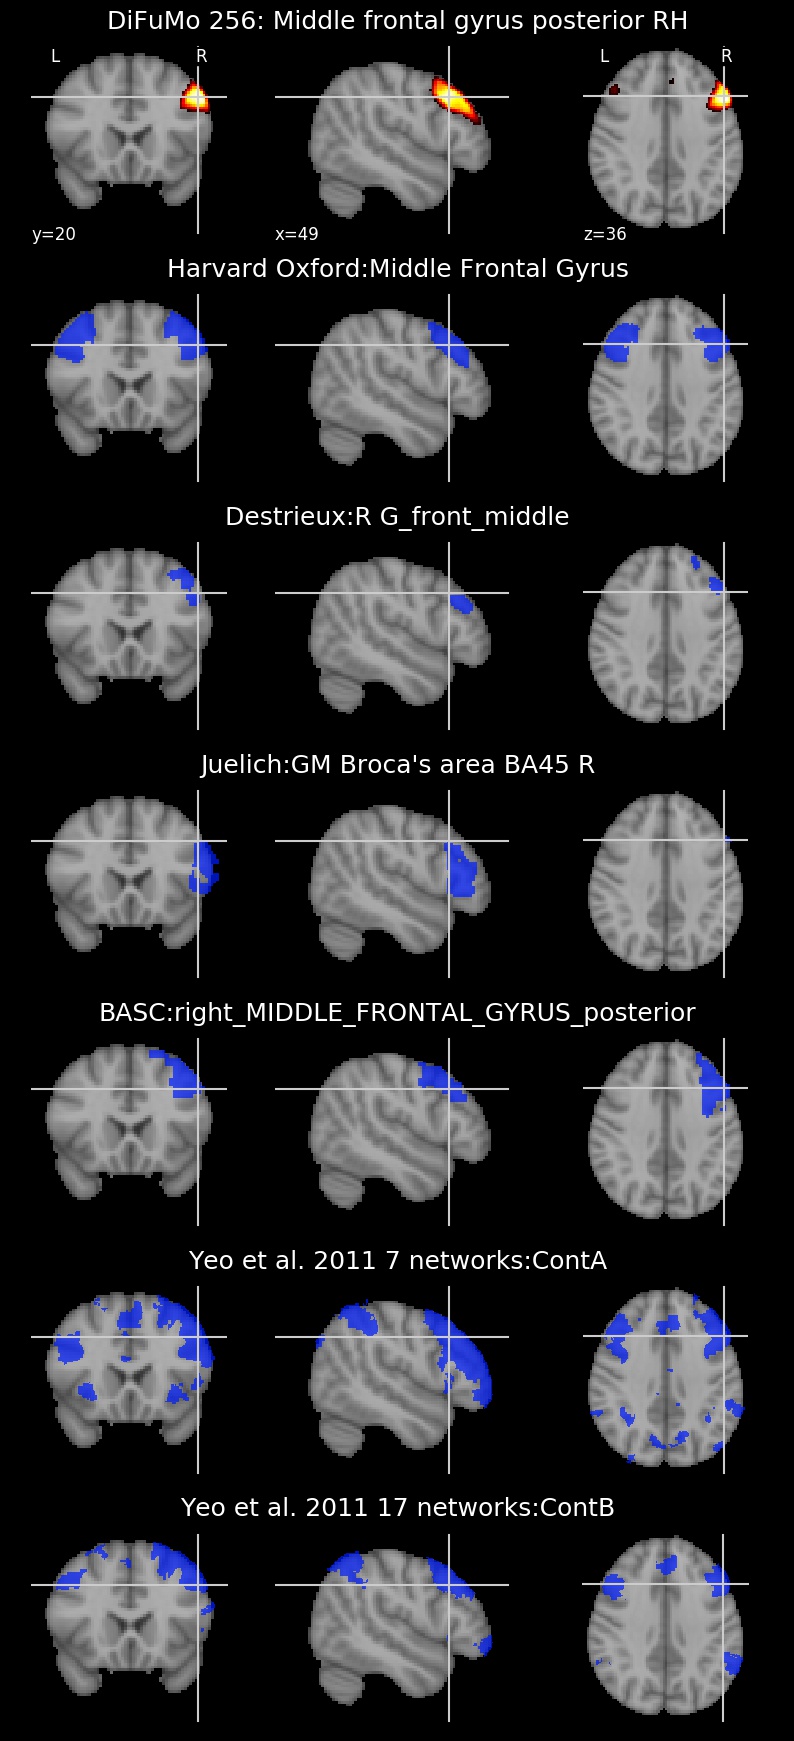 DiFuMo 256: Middle frontal gyrus posterior RH
L R L R
y=20 x=49 z=36
Harvard Oxford:Middle Frontal Gyrus
Destrieux:R G_front_middle
Juelich:GM Broca's area BA45 R
BASC:right_MIDDLE_FRONTAL_GYRUS_posterior
Yeo et al. 2011 7 networks:ContA
Yeo et al. 2011 17 networks:ContB